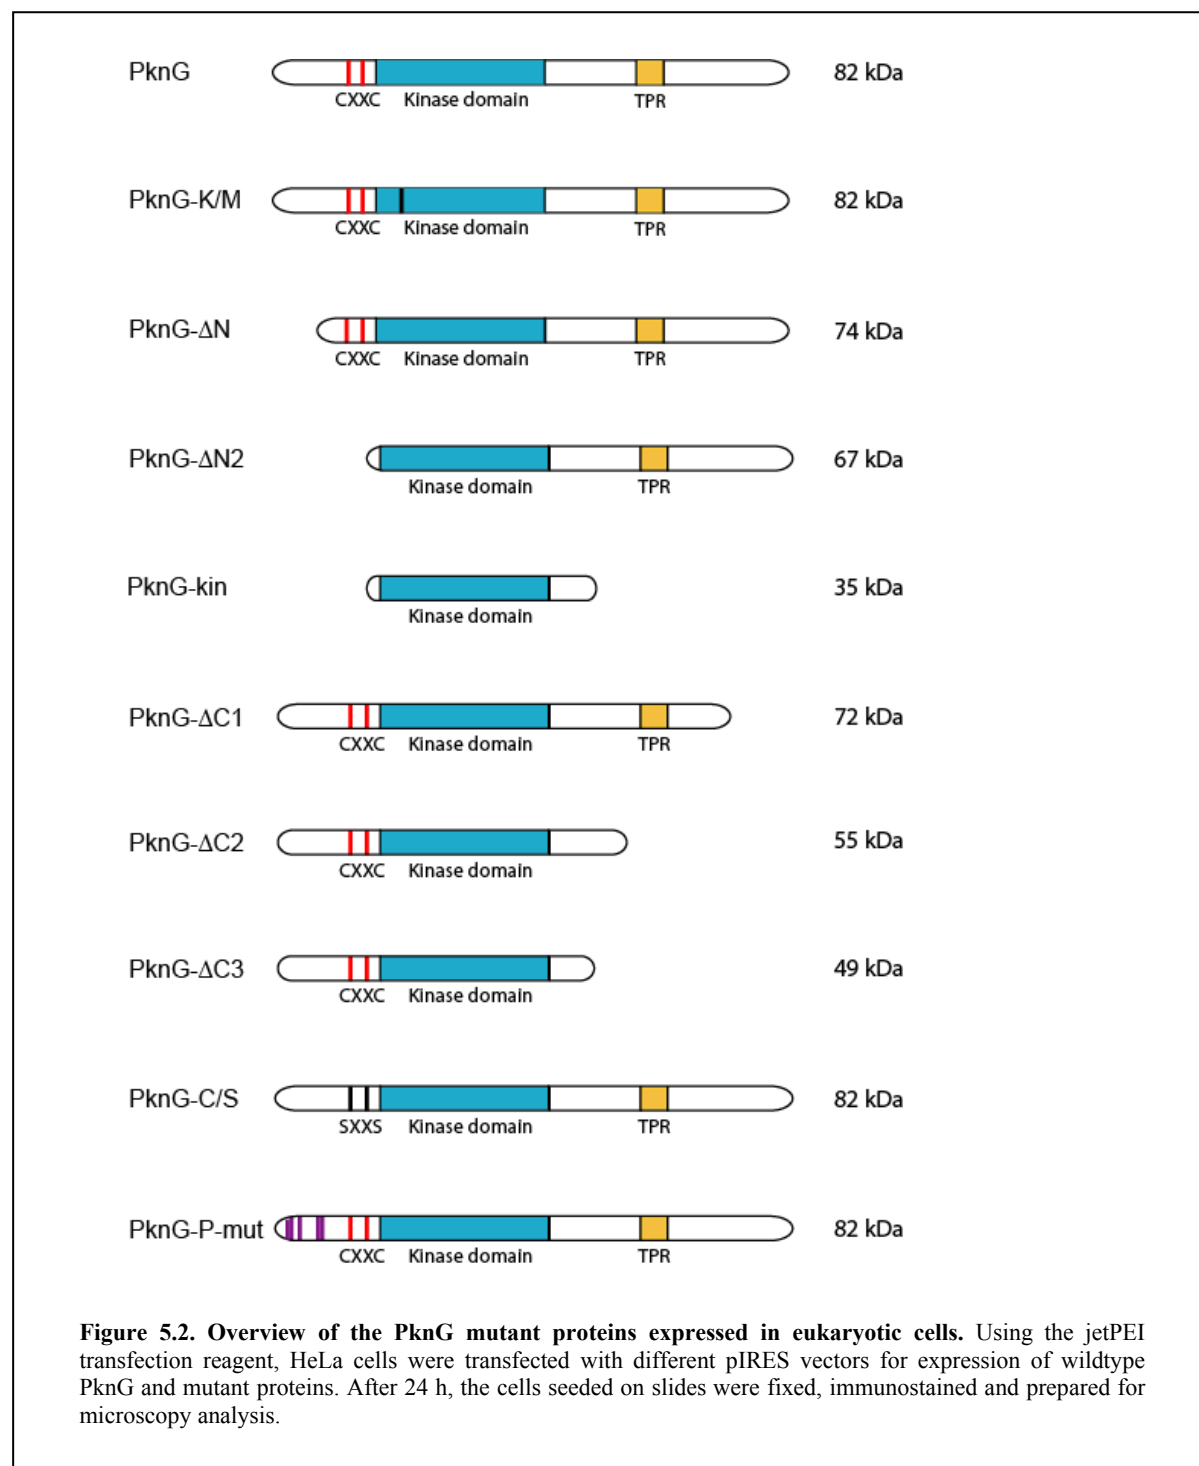 PknG 82 kDa
CXXC Kinase domain TPR
PknG-K/M 82 kDa
CXXC Kinase domain TPR
PknG-ΔN 74 kDa
CXXC Kinase domain TPR
PknG-ΔN2 67 kDa
Kinase domain TPR
PknG-kin 35 kDa
Kinase domain
PknG-ΔC1 72 kDa
CXXC Kinase domain TPR
PknG-ΔC2 55 kDa
CXXC Kinase domain
PknG-ΔC3 49 kDa
CXXC Kinase domain
PknG-C/S 82 kDa
SXXS Kinase domain TPR
PknG-P-mut 82 kDa
CXXC Kinase domain TPR
Figure 5.2. Overview of the PknG mutant proteins expressed in eukaryotic cells. Using the jetPEI
transfection reagent, HeLa cells were transfected with different pIRES vectors for expression of wildtype
PknG and mutant proteins. After 24 h, the cells seeded on slides were fixed, immunostained and prepared for
microscopy analysis.